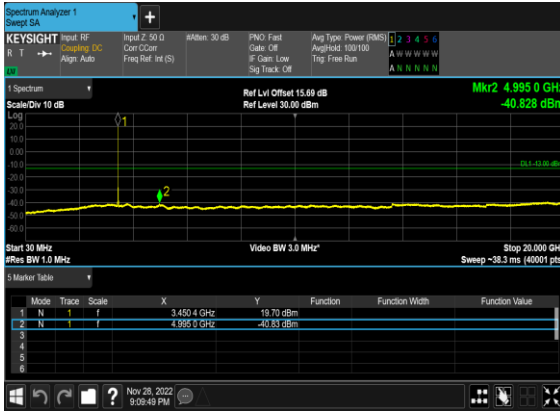 Spectrum Analyzer 1
Swept SA
+
KEYSIGHT Input: RF Input Z: 50 Ω #Atten: 30 dB PNO: Fast Avg Type: Power (RMS) 1 2 3 4 5 6
R T Coupling: DC Corr CCorr Gate: Off Avg|Hold: 100/100 A W W W W W
Align: Auto Freq Ref: Int (S) IF Gain: Low Trig: Free Run
Sig Track: Off A N N N N N
1 Spectrum Ref Lvl Offset 15.69 dB Mkr2 4.995 0 GHz
Scale/Div 10 dB Ref Level 30.00 dBm -40.828 dBm
Log
20.0
10.0
0.00
-10.0
-20.0
-30.0
-40.0
-50.0
-60.0
1
2
DL1 -13.00 dBm
Start 30 MHz Video BW 3.0 MHz* Stop 20.000 GHz
#Res BW 1.0 MHz Sweep ~38.3 ms (40001 pts)
5 Marker Table
Mode Trace Scale X Y Function Function Width Function Value
1 N 1 f 3.450 4 GHz 19.70 dBm
2 N 1 f 4.995 0 GHz -40.83 dBm
3
4
5
6
? Nov 28, 2022
9:09:49 PM